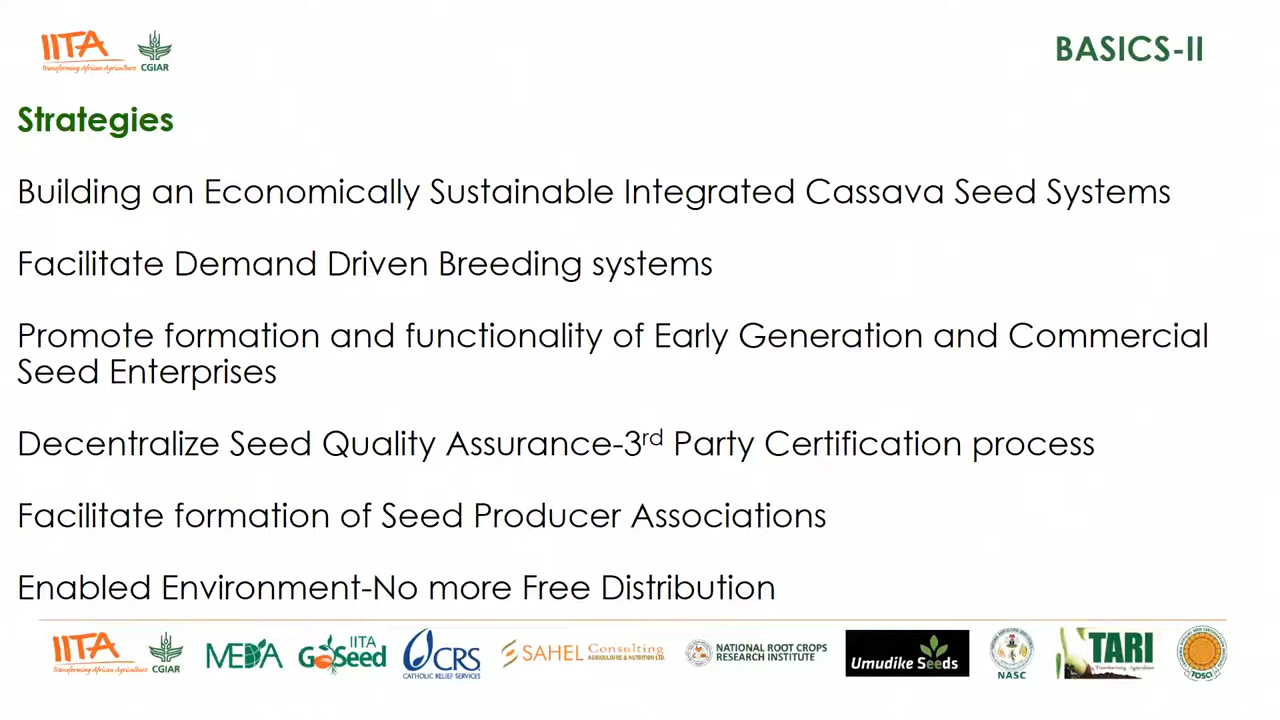 IITA
Transforming African Agriculture
CGIAR
BASICS-II
Strategies
Building an Economically Sustainable Integrated Cassava Seed Systems
Facilitate Demand Driven Breeding systems
Promote formation and functionality of Early Generation and Commercial
Seed Enterprises
Decentralize Seed Quality Assurance-3rd Party Certification process
Facilitate formation of Seed Producer Associations
Enabled Environment-No more Free Distribution
IITA
Transforming African Agriculture
CGIAR
MEDA
IITA
GoSeed
CRS
CATHOLIC RELIEF SERVICES
SAHEL Consulting
AGRICULTURE & NUTRITION LTD.
NATIONAL ROOT CROPS
RESEARCH INSTITUTE
Umudike Seeds
NASC
TARI
Transforming Agriculture
TOSCI